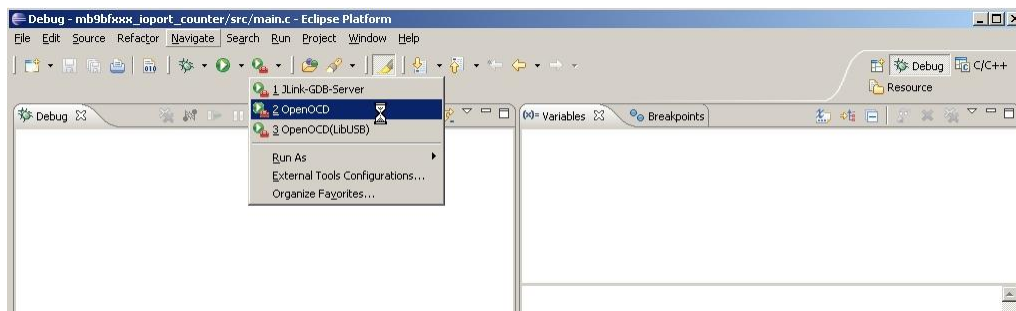 Debug - mb9bfxxx_ioport_counter/src/main.c - Eclipse Platform
File Edit Source Refactor Navigate Search Run Project Window Help
010
Debug C/C++
Resource
1 JLink-GDB-Server
2 OpenOCD
3 OpenOCD(LibUSB)
Run As
External Tools Configurations...
Organize Favorites...
Debug
(x)= Variables Breakpoints